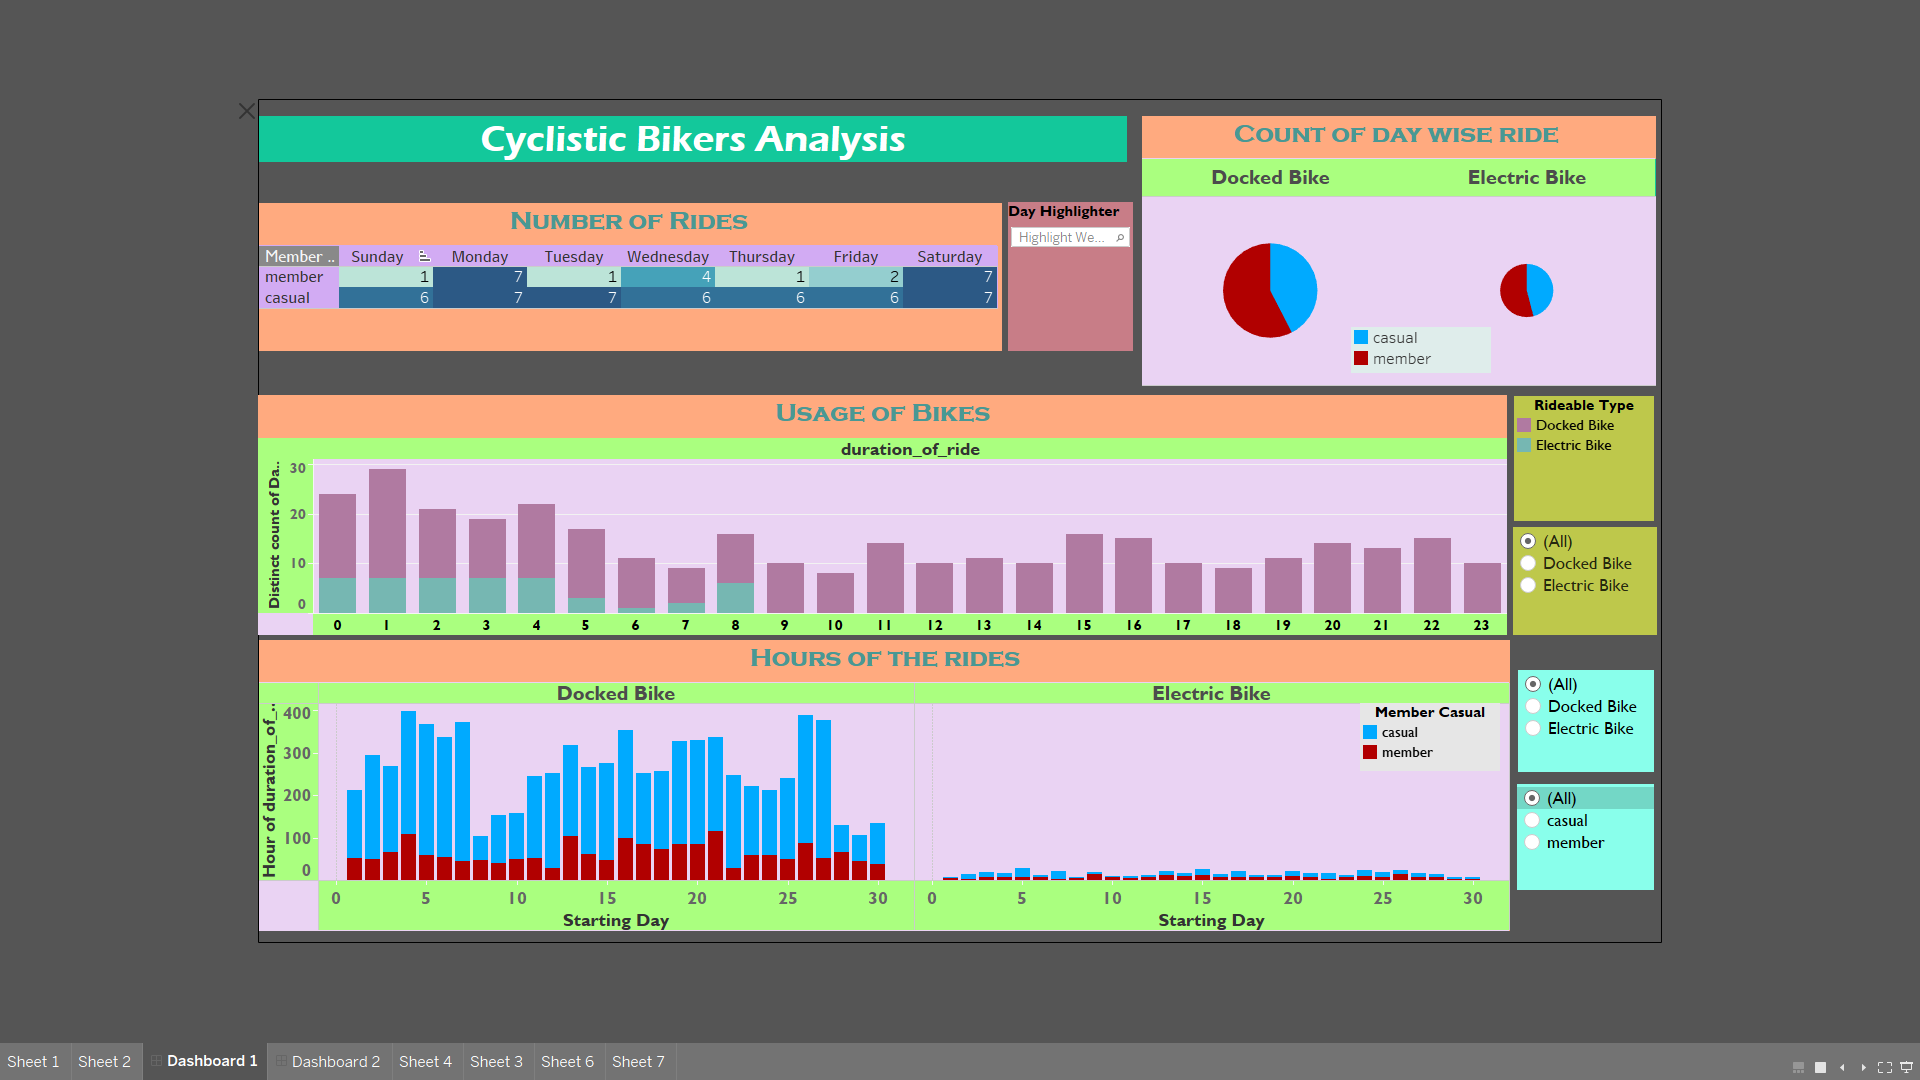 Cyclistic Bikers Analysis
Count of day wise ride
Docked Bike Electric Bike
casual
member
Number of Rides
Member .. Sunday Monday Tuesday Wednesday Thursday Friday Saturday
member 1 7 1 4 1 2 7
casual 6 7 7 6 6 6 7
Day Highlighter
Highlight We...
Usage of Bikes
duration_of_ride
Distinct count of Da..
30
20
10
0
0 1 2 3 4 5 6 7 8 9 10 11 12 13 14 15 16 17 18 19 20 21 22 23
Rideable Type
Docked Bike
Electric Bike
(All)
Docked Bike
Electric Bike
Hours of the rides
Docked Bike Electric Bike
Hour of duration_of_..
400
300
200
100
0
Member Casual
casual
member
0 5 10 15 20 25 30 0 5 10 15 20 25 30
Starting Day Starting Day
(All)
Docked Bike
Electric Bike
(All)
casual
member
Sheet 1 Sheet 2 Dashboard 1 Dashboard 2 Sheet 4 Sheet 3 Sheet 6 Sheet 7